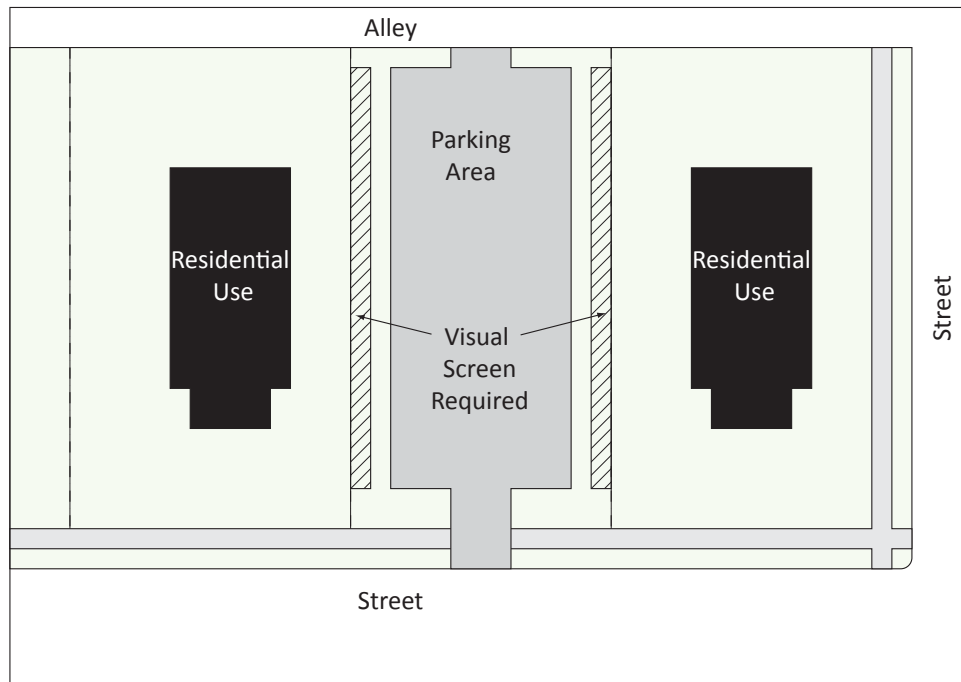 Alley
Parking
Area
Residential
Use
Residential
Use
Street
Visual
Screen
Required
Street